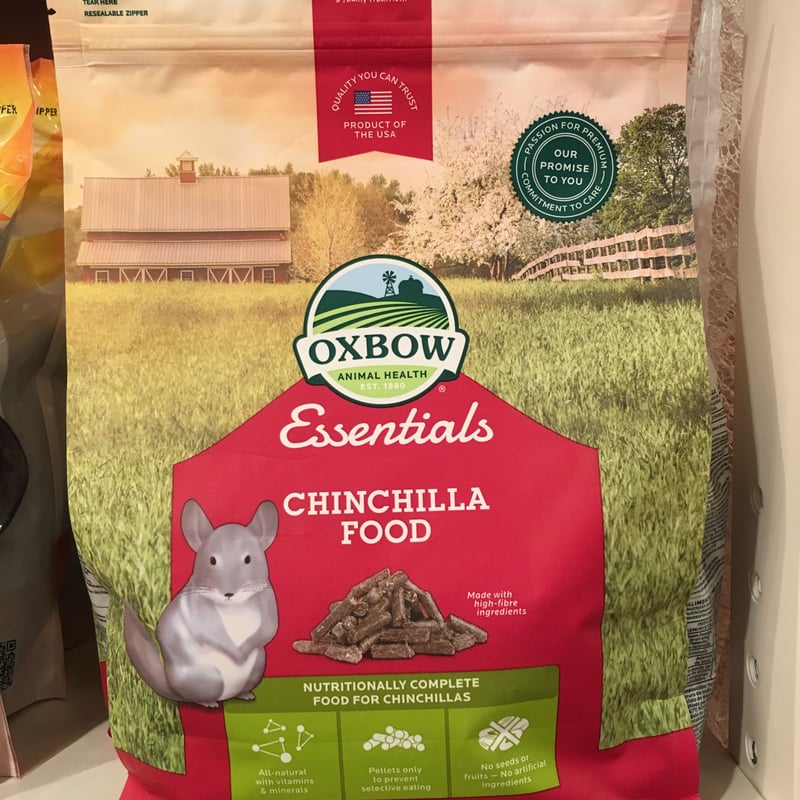 TEAR HERE
RESEALABLE ZIPPER
a family tradition.
QUALITY YOU CAN TRUST
PRODUCT OF
THE USA
PASSION FOR PREMIUM
OUR
PROMISE
TO YOU
COMMITMENT TO CARE
OXBOW
ANIMAL HEALTH
EST. 1980
®
Essentials
CHINCHILLA
FOOD
Made with
high-fibre
ingredients
NUTRITIONALLY COMPLETE
FOOD FOR CHINCHILLAS
All-natural
with vitamins
& minerals
Pellets only
to prevent
selective eating
No seeds or
fruits — No artificial
ingredients